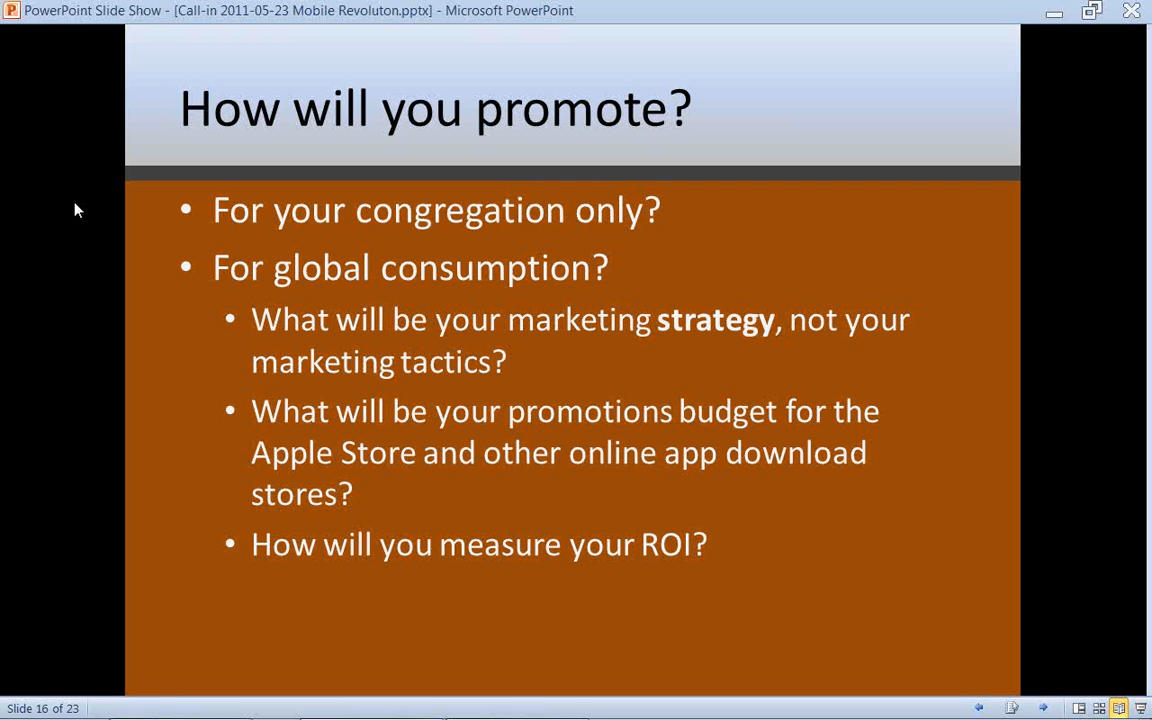 PowerPoint Slide Show - [Call-in 2011-05-23 Mobile Revoluton.pptx] - Microsoft PowerPoint
How will you promote?
• For your congregation only?
• For global consumption?
• What will be your marketing strategy, not your
marketing tactics?
• What will be your promotions budget for the
Apple Store and other online app download
stores?
• How will you measure your ROI?
Slide 16 of 23